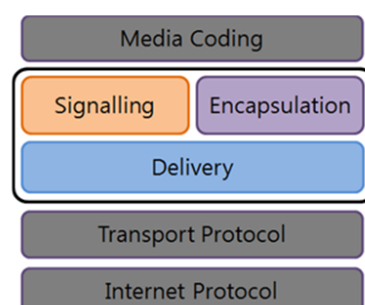 Media Coding
Signalling
Encapsulation
Delivery
Transport Protocol
Internet Protocol